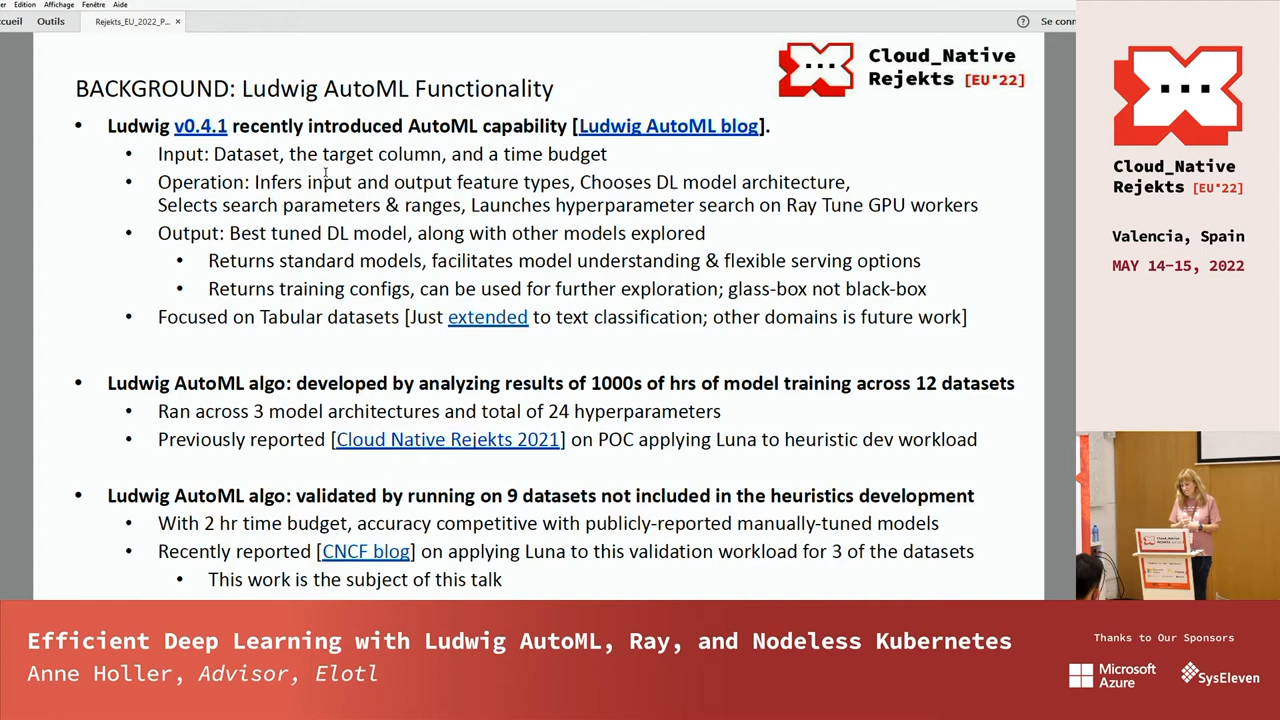 Edition Affichage Fenêtre Aide
cueil Outils Rejekts_EU_2022_P... × Se conn
BACKGROUND: Ludwig AutoML Functionality
Cloud_Native
Rejekts [EU'22]
• Ludwig v0.4.1 recently introduced AutoML capability [Ludwig AutoML blog].
• Input: Dataset, the target column, and a time budget
• Operation: Infers input and output feature types, Chooses DL model architecture,
Selects search parameters & ranges, Launches hyperparameter search on Ray Tune GPU workers
• Output: Best tuned DL model, along with other models explored
• Returns standard models, facilitates model understanding & flexible serving options
• Returns training configs, can be used for further exploration; glass-box not black-box
• Focused on Tabular datasets [Just extended to text classification; other domains is future work]
• Ludwig AutoML algo: developed by analyzing results of 1000s of hrs of model training across 12 datasets
• Ran across 3 model architectures and total of 24 hyperparameters
• Previously reported [Cloud Native Rejekts 2021] on POC applying Luna to heuristic dev workload
• Ludwig AutoML algo: validated by running on 9 datasets not included in the heuristics development
• With 2 hr time budget, accuracy competitive with publicly-reported manually-tuned models
• Recently reported [CNCF blog] on applying Luna to this validation workload for 3 of the datasets
• This work is the subject of this talk
Cloud_Native
Rejekts [EU'22]
Valencia, Spain
MAY 14-15, 2022
Efficient Deep Learning with Ludwig AutoML, Ray, and Nodeless Kubernetes
Anne Holler, Advisor, Elotl
Thanks to Our Sponsors
Microsoft
Azure
SysEleven